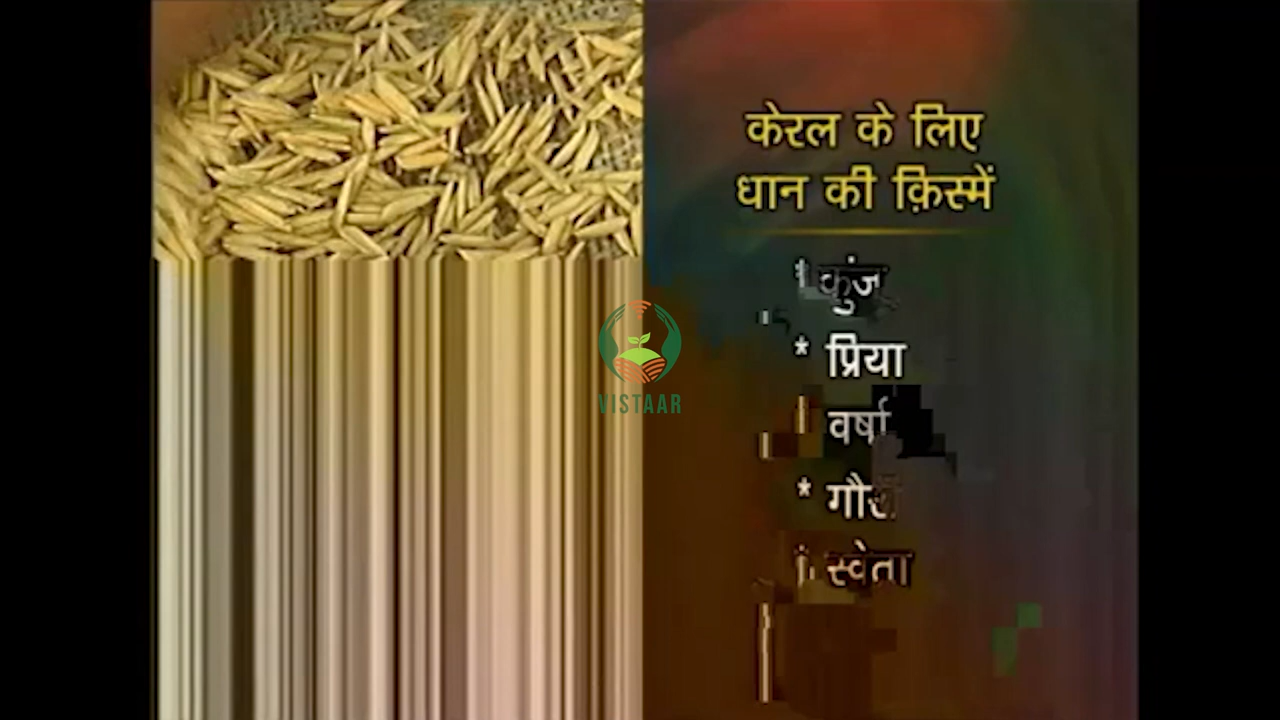 केरल के लिए
धान की क़िस्में
* प्रिया
वर्षा
* स्वेता
VISTAAR